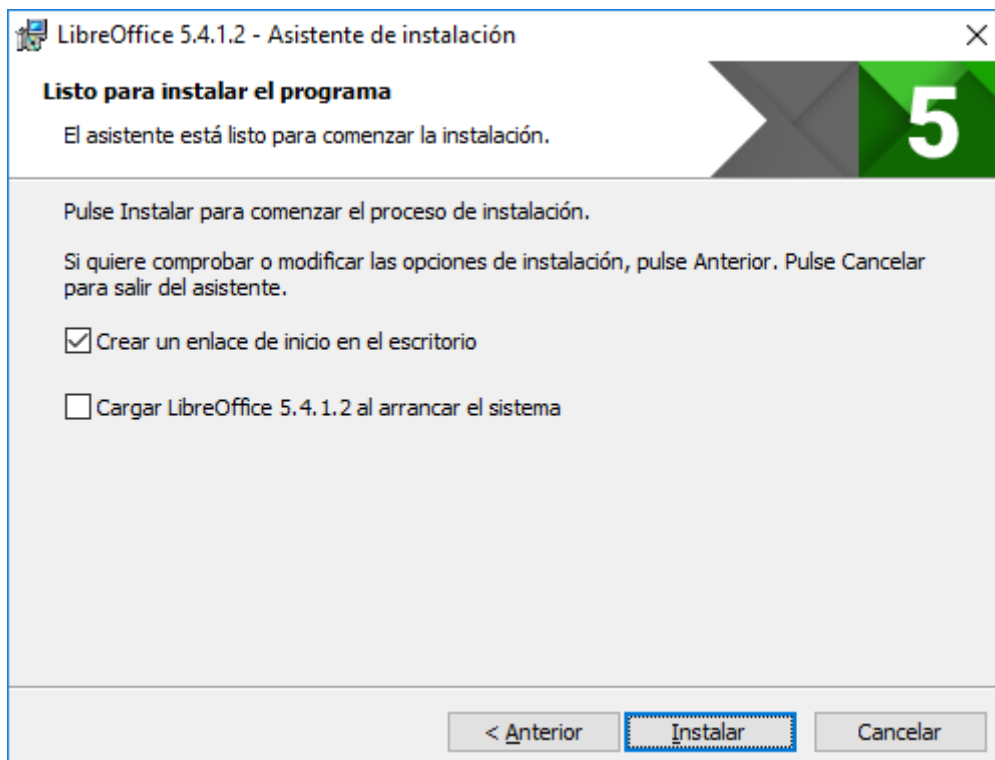 LibreOffice 5.4.1.2 - Asistente de instalación
Listo para instalar el programa
El asistente está listo para comenzar la instalación.
5
Pulse Instalar para comenzar el proceso de instalación.
Si quiere comprobar o modificar las opciones de instalación, pulse Anterior. Pulse Cancelar
para salir del asistente.
Crear un enlace de inicio en el escritorio
Cargar LibreOffice 5.4.1.2 al arrancar el sistema
< Anterior
Instalar
Cancelar